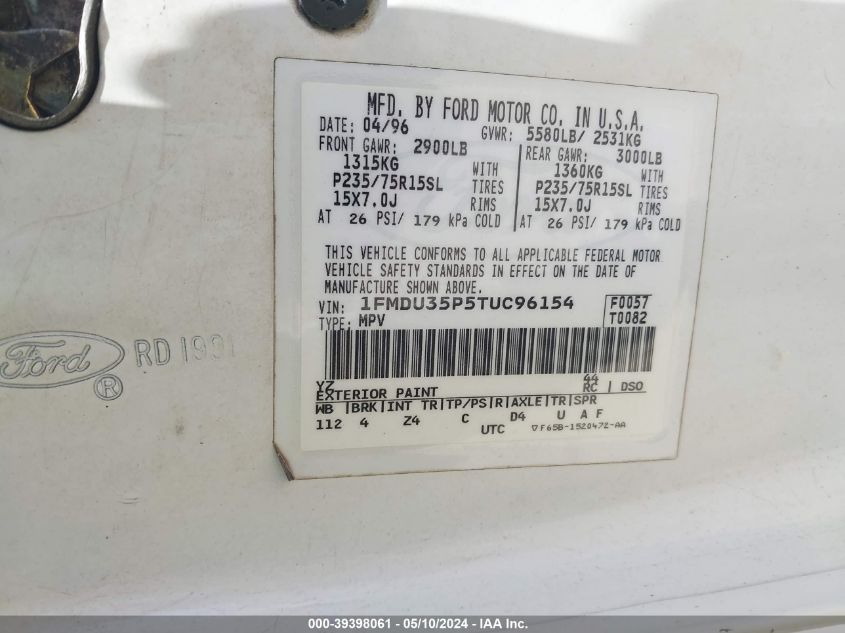 MFD. BY FORD MOTOR CO. IN U.S.A.
DATE: 04/96 GVWR: 5580LB/ 2531KG
FRONT GAWR: 2900LB REAR GAWR: 3000LB
1315KG WITH 1360KG WITH
P235/75R15SL TIRES P235/75R15SL TIRES
15X7.0J RIMS 15X7.0J RIMS
AT 26 PSI/ 179 kPa COLD AT 26 PSI/ 179 kPa COLD
THIS VEHICLE CONFORMS TO ALL APPLICABLE FEDERAL MOTOR
VEHICLE SAFETY STANDARDS IN EFFECT ON THE DATE OF
MANUFACTURE SHOWN ABOVE.
VIN: 1FMDU35P5TUC96154 F0057
TYPE: MPV T0082
YZ 44
EXTERIOR PAINT RC DSO
WB BRK INT TR TP/PS R AXLE TR SPR
112 4 Z4 C D4 U A F
UTC ▽F65B-1520472-AA
Ford ® RD 1991
000-39398061 - 05/10/2024 - IAA Inc.